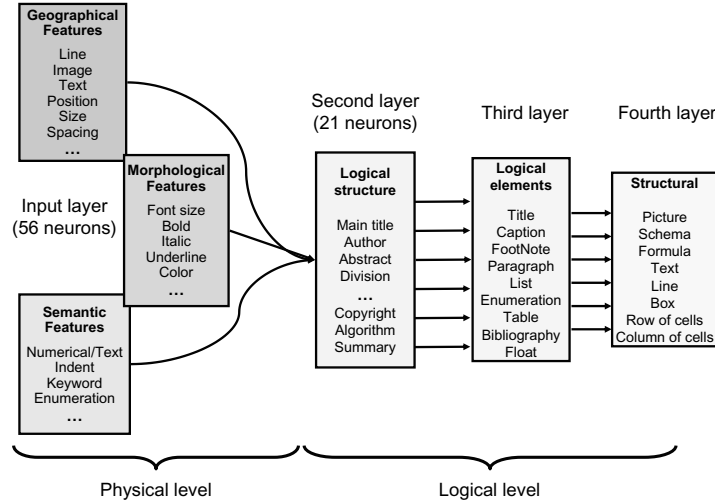 Geographical
Features
Line
Image
Text
Position
Size
Spacing
...
Input layer
(56 neurons)
Morphological
Features
Font size
Bold
Italic
Underline
Color
...
Semantic
Features
Numerical/Text
Indent
Keyword
Enumeration
...
Second layer
(21 neurons)
Logical
structure
Main title
Author
Abstract
Division
...
Copyright
Algorithm
Summary
Third layer
Logical
elements
Title
Caption
FootNote
Paragraph
List
Enumeration
Table
Bibliography
Float
Fourth layer
Structural
Picture
Schema
Formula
Text
Line
Box
Row of cells
Column of cells
Physical level
Logical level